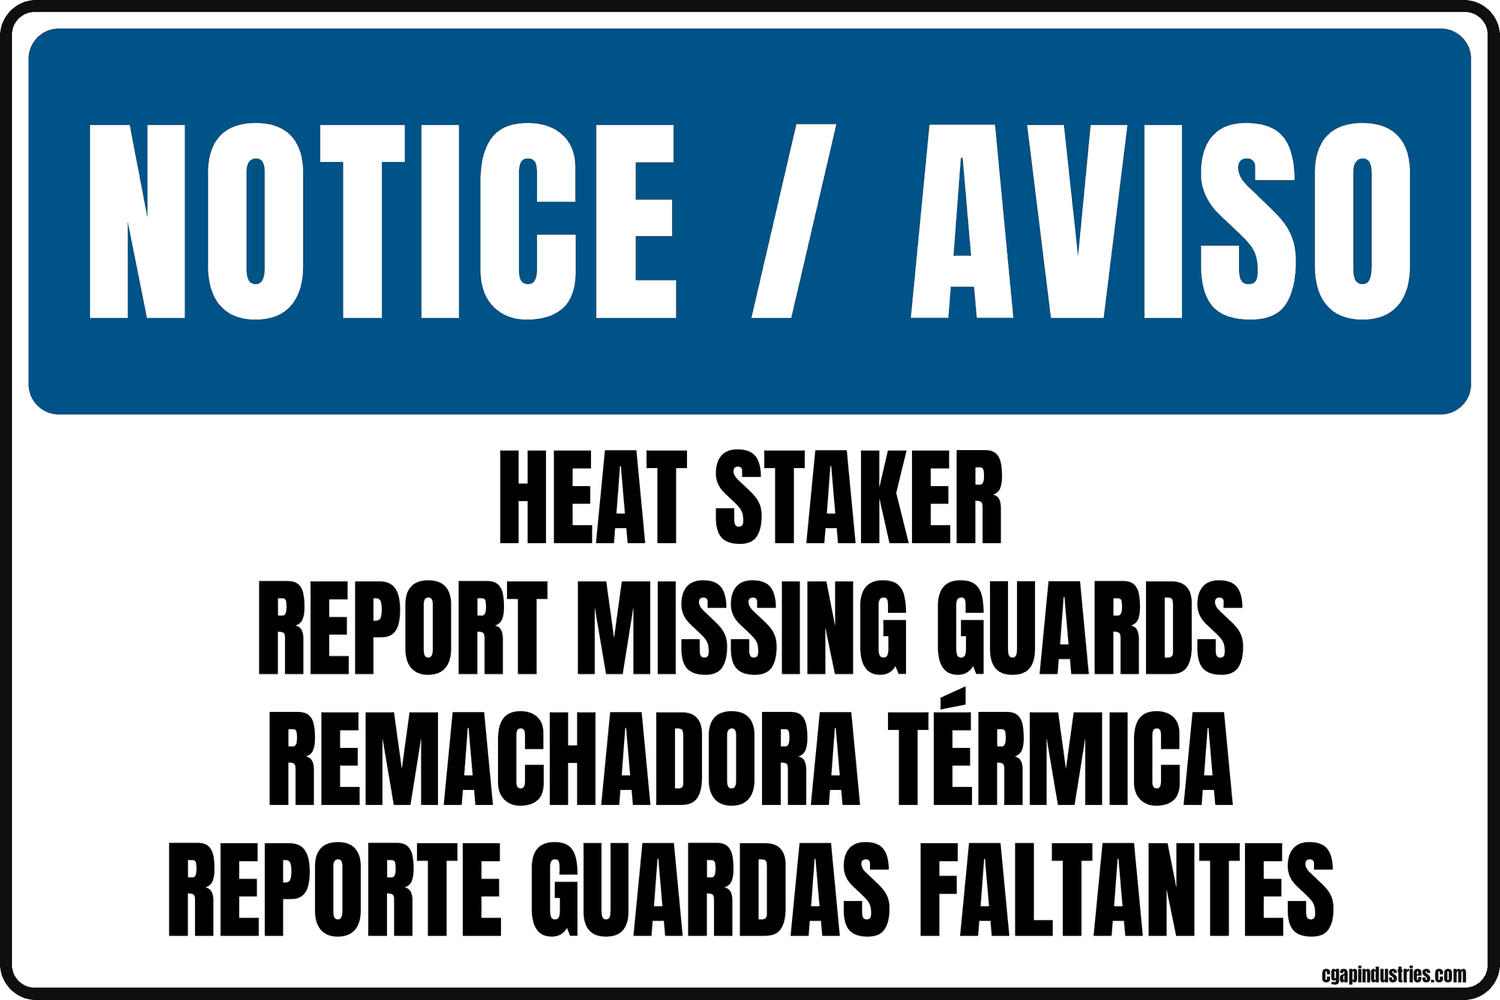 NOTICE / AVISO
HEAT STAKER
REPORT MISSING GUARDS
REMACHADORA TÉRMICA
REPORTE GUARDAS FALTANTES
cgapindustries.com